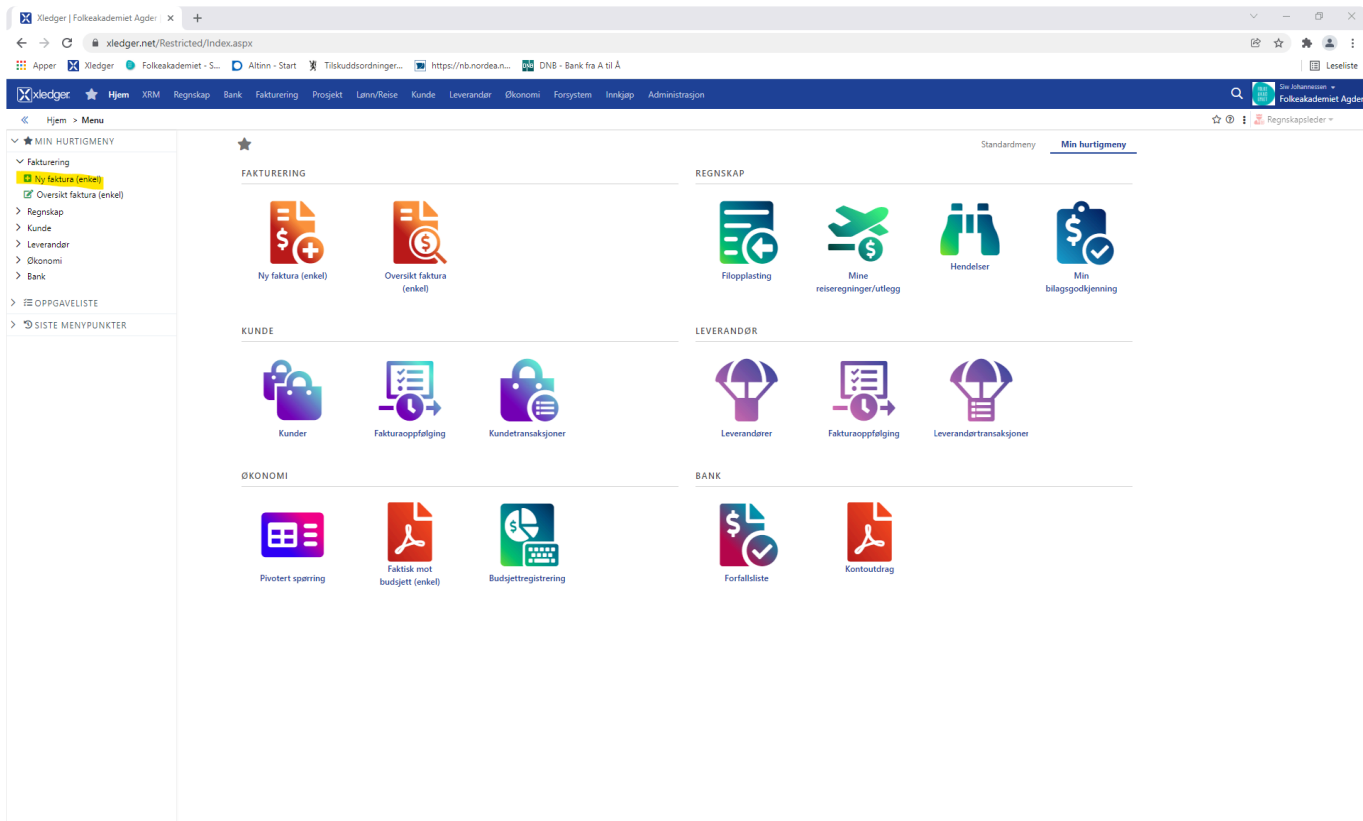 Xledger | Folkeakademiet Agder
xledger.net/Restricted/Index.aspx
Apper Xledger Folkeakademiet - S... Altinn - Start Tilskuddsordninger... https://nb.nordea.n... DNB - Bank fra A til Å Leseliste
xledger Hjem XRM Regnskap Bank Fakturering Prosjekt Lønn/Reise Kunde Leverandør Økonomi Forsystem Innkjøp Administrasjon
Siw Johannessen
Folkeakademiet Agder
Hjem > Menu
Regnskapsleder
MIN HURTIGMENY
Fakturering
Ny faktura (enkel)
Oversikt faktura (enkel)
Regnskap
Kunde
Leverandør
Økonomi
Bank
OPPGAVELISTE
SISTE MENYPUNKTER
Standardmeny Min hurtigmeny
FAKTURERING
Ny faktura (enkel)
Oversikt faktura
(enkel)
REGNSKAP
Filopplasting
Mine
reiseregninger/utlegg
Hendelser
Min
bilagsgodkjenning
KUNDE
Kunder
Fakturaoppfølging
Kundetransaksjoner
LEVERANDØR
Leverandører
Fakturaoppfølging
Leverandørtransaksjoner
ØKONOMI
Pivotert spørring
Faktisk mot
budsjett (enkel)
Budsjettregistrering
BANK
Forfallsliste
Kontoutdrag